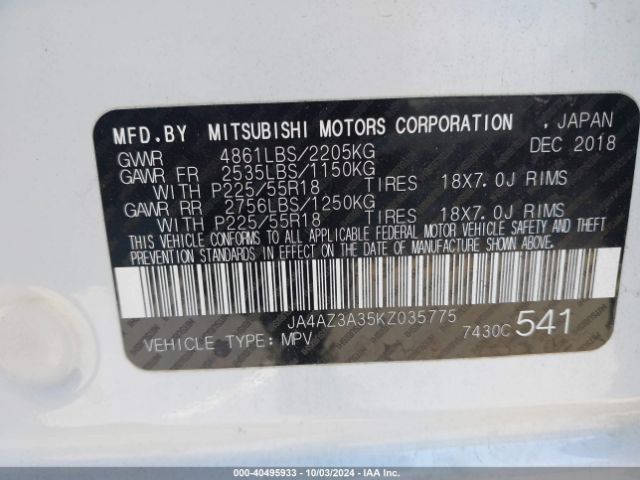 MFD.BY MITSUBISHI MOTORS CORPORATION , JAPAN
GVWR 4861LBS/2205KG DEC 2018
GAWR FR 2535LBS/1150KG
WITH P225/55R18 TIRES 18X7.0J RIMS
GAWR RR 2756LBS/1250KG
WITH P225/55R18 TIRES 18X7.0J RIMS
THIS VEHICLE CONFORMS TO ALL APPLICABLE FEDERAL MOTOR VEHICLE SAFETY AND THEFT
PREVENTION STANDARDS IN EFFECT ON THE DATE OF MANUFACTURE SHOWN ABOVE.
JA4AZ3A35KZ035775
VEHICLE TYPE: MPV 7430C 541
000-40495933 - 10/03/2024 - IAA Inc.